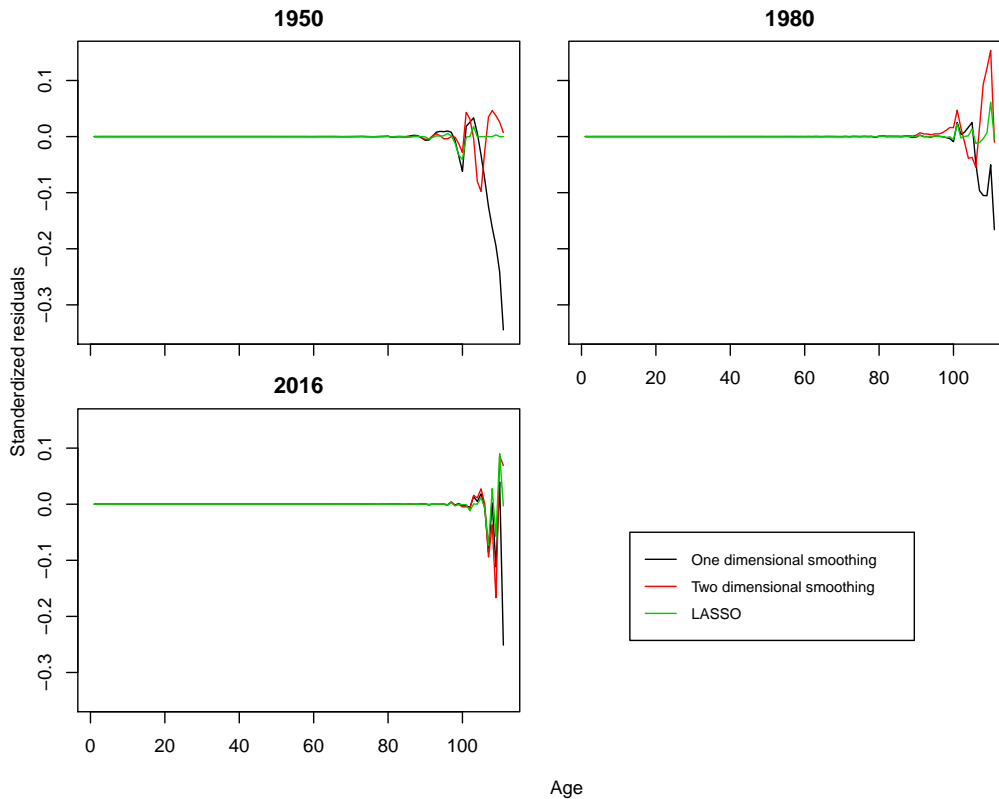 1950
1980
0.1
0.0
−0.1
−0.2
−0.3
0 20 40 60 80 100
2016
Standerdized residuals
0.1
0.0
−0.1
−0.2
−0.3
One dimensional smoothing
Two dimensional smoothing
LASSO
0 20 40 60 80 100
Age